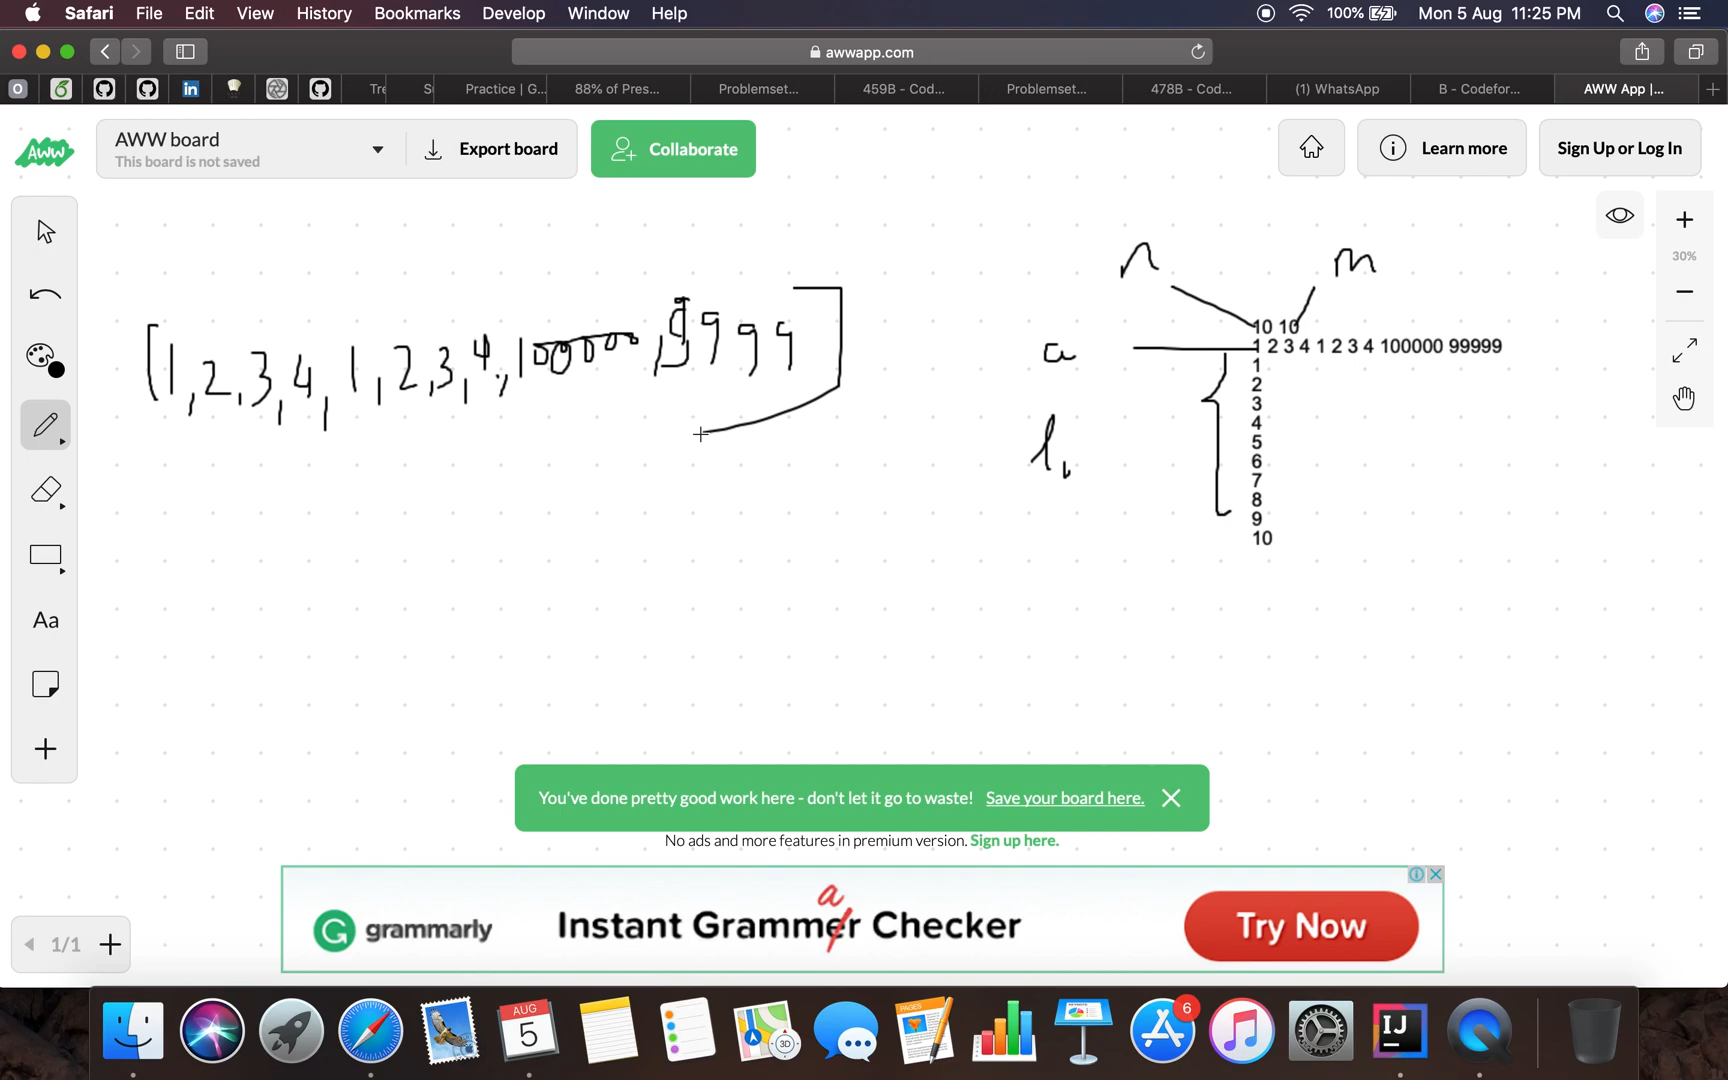 Safari File Edit View History Bookmarks Develop Window Help 100% Mon 5 Aug 11:25 PM
awwapp.com
Tre S Practice | G... 88% of Pres... Problemset... 459B - Cod... Problemset... 478B - Cod... (1) WhatsApp B - Codefor... AWW App |...
AWW
AWW board
This board is not saved
Export board
Collaborate
Learn more
Sign Up or Log In
30%
n m
10 10
a
1 2 3 4 1 2 3 4 100000 99999
[1, 2, 3, 4, 1, 2, 3, 4, 100000, 99999]
1
2
3
4
5
6
7
8
9
10
l
Aa
You've done pretty good work here - don't let it go to waste! Save your board here.
No ads and more features in premium version. Sign up here.
1/1
grammarly
Instant Grammer Checker
a
Try Now
AUG
5
3D
PAGES
6
IJ